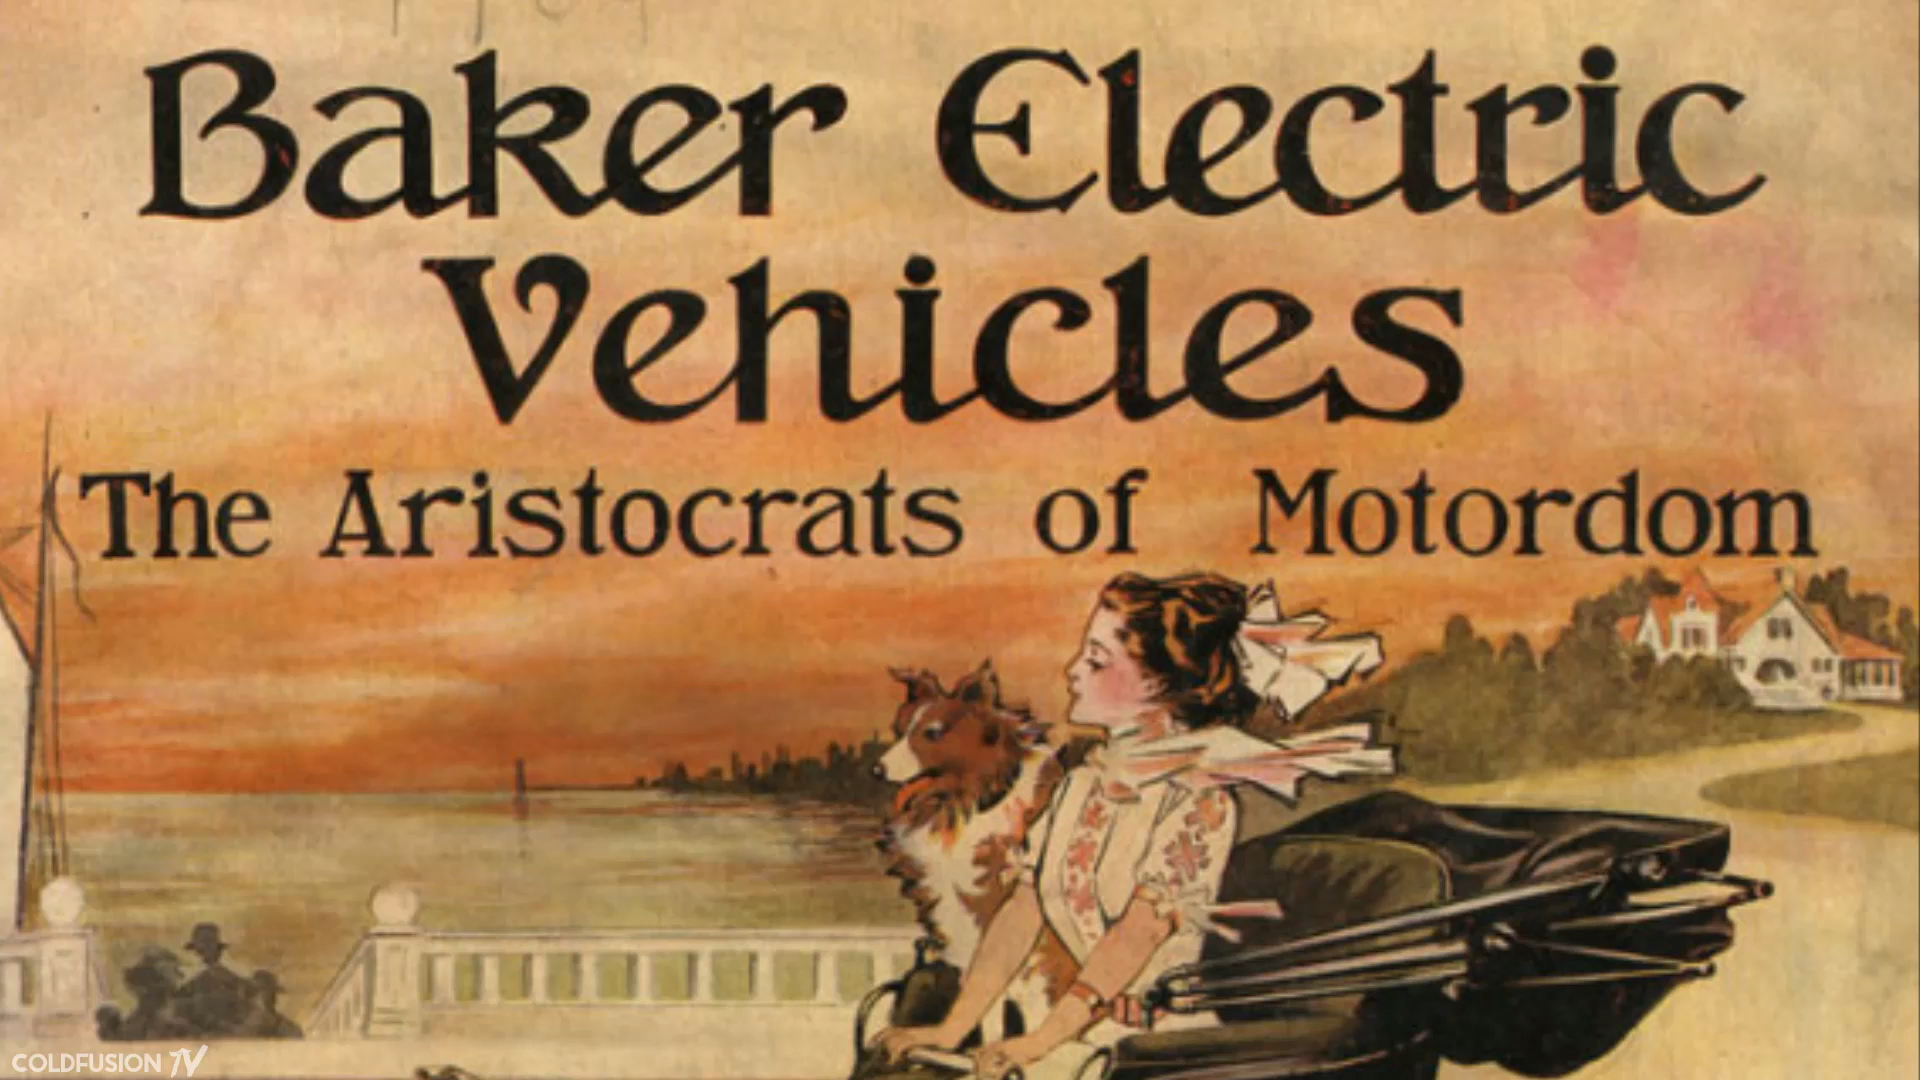 Baker Electric
Vehicles
The Aristocrats of Motordom
COLDFUSION TV